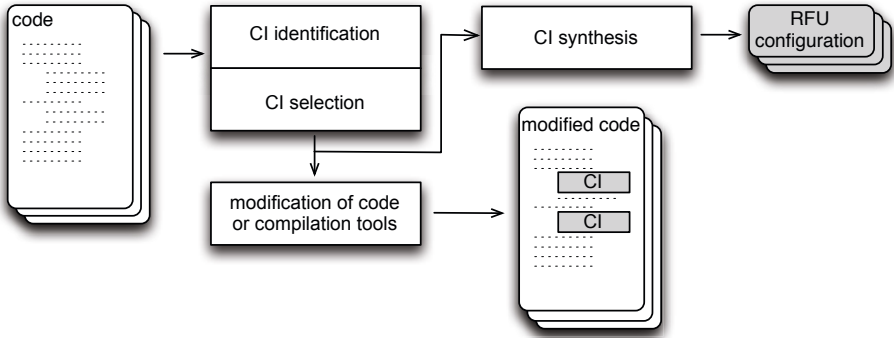 code
CI identification
CI selection
CI synthesis
RFU
configuration
modification of code
or compilation tools
modified code
CI
CI